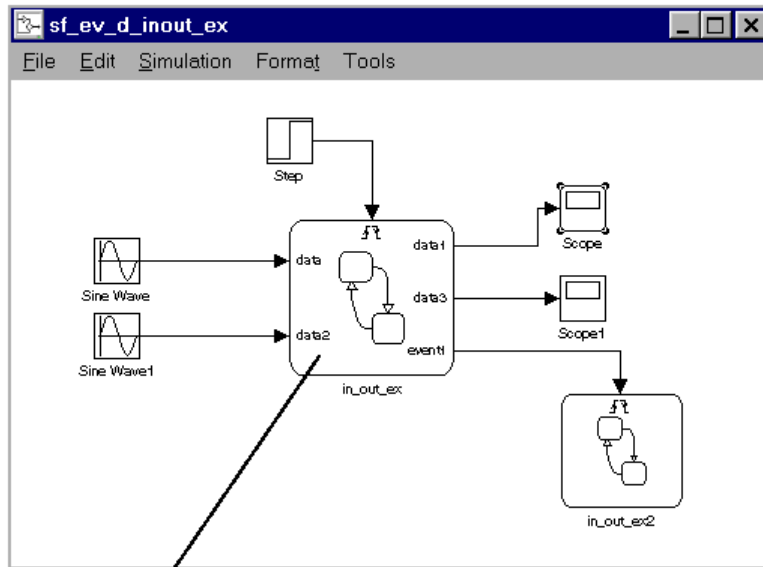 sf_ev_d_inout_ex
File Edit Simulation Format Tools
Step
data1
Scope
data
Sine Wave
data3
Scope1
data2
Sine Wave1
event1
in_out_ex
in_out_ex2